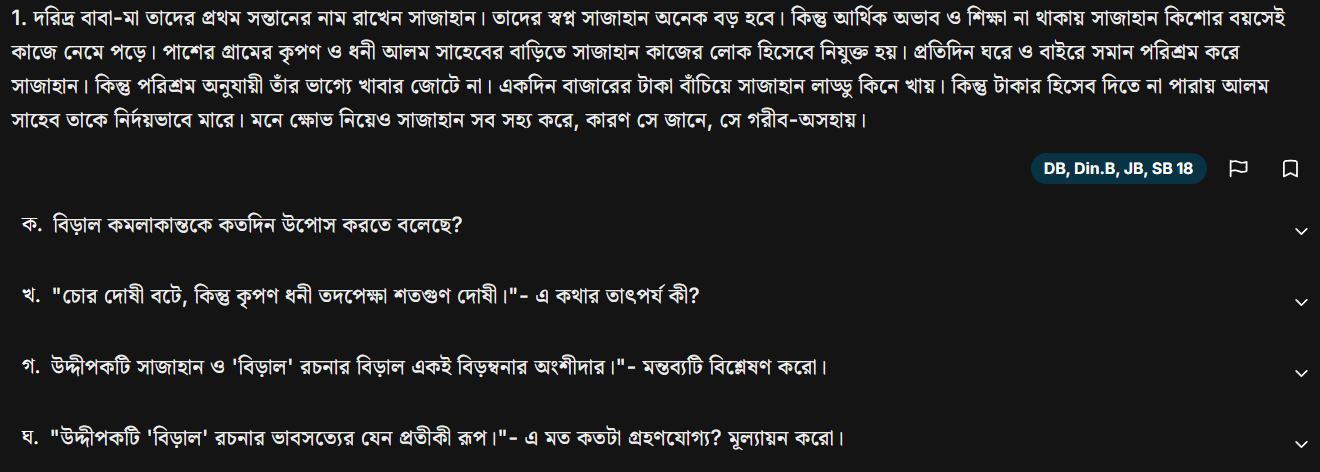 1. দরিদ্র বাবা-মা তাদের প্রথম সন্তানের নাম রাখেন সাজাহান। তাদের স্বপ্ন সাজাহান অনেক বড় হবে। কিন্তু আর্থিক অভাব ও শিক্ষা না থাকায় সাজাহান কিশোর বয়সেই
কাজে নেমে পড়ে। পাশের গ্রামের কৃপণ ও ধনী আলম সাহেবের বাড়িতে সাজাহান কাজের লোক হিসেবে নিযুক্ত হয়। প্রতিদিন ঘরে ও বাইরে সমান পরিশ্রম করে
সাজাহান। কিন্তু পরিশ্রম অনুযায়ী তাঁর ভাগ্যে খাবার জোটে না। একদিন বাজারের টাকা বাঁচিয়ে সাজাহান লাড্ডু কিনে খায়। কিন্তু টাকার হিসেব দিতে না পারায় আলম
সাহেব তাকে নির্দয়ভাবে মারে। মনে ক্ষোভ নিয়েও সাজাহান সব সহ্য করে, কারণ সে জানে, সে গরীব-অসহায়।
DB, Din.B, JB, SB 18
ক. বিড়াল কমলাকান্তকে কতদিন উপোস করতে বলেছে?
খ. "চোর দোষী বটে, কিন্তু কৃপণ ধনী তদপেক্ষা শতগুণ দোষী।"- এ কথার তাৎপর্য কী?
গ. উদ্দীপকটি সাজাহান ও 'বিড়াল' রচনার বিড়াল একই বিড়ম্বনার অংশীদার।"- মন্তব্যটি বিশ্লেষণ করো।
ঘ. "উদ্দীপকটি 'বিড়াল' রচনার ভাবসত্যের যেন প্রতীকী রূপ।"- এ মত কতটা গ্রহণযোগ্য? মূল্যায়ন করো।